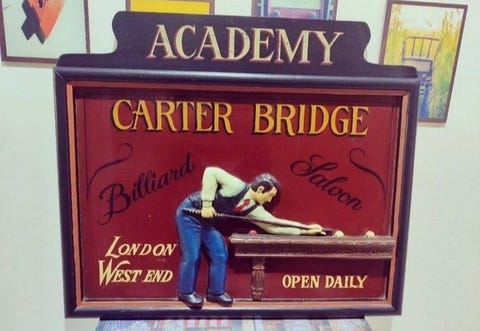 ACADEMY
CARTER BRIDGE
Billiard Saloon
LONDON
WEST END
OPEN DAILY